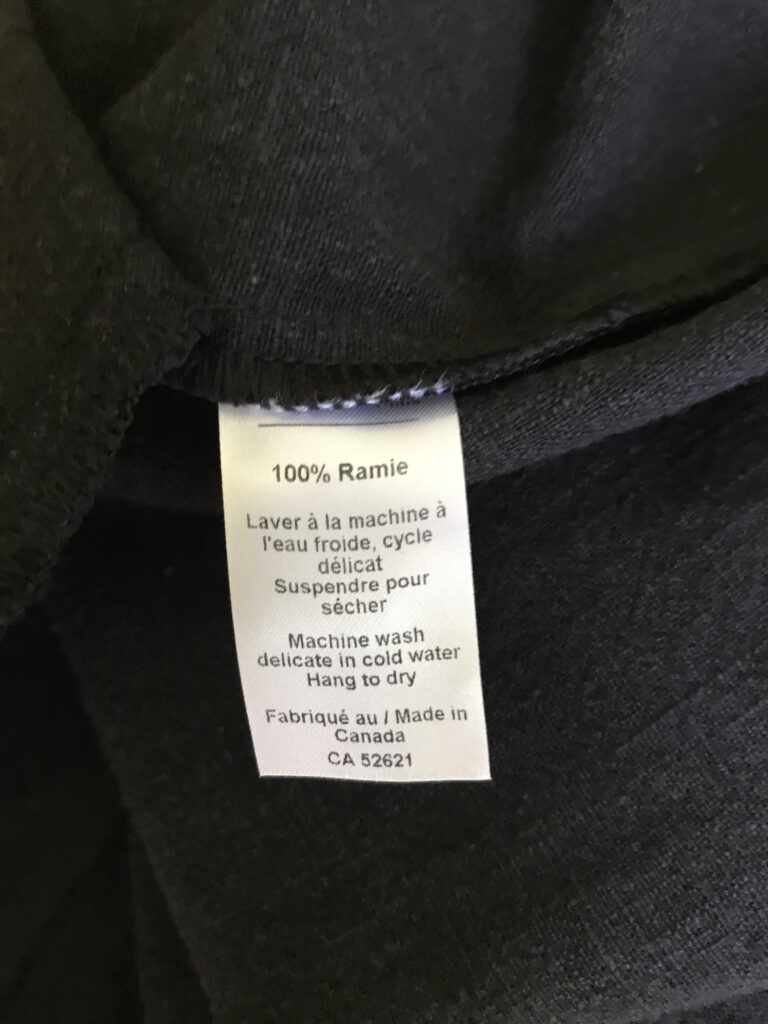 100% Ramie
Laver à la machine à
l'eau froide, cycle
délicat
Suspendre pour
sécher
Machine wash
delicate in cold water
Hang to dry
Fabriqué au / Made in
Canada
CA 52621